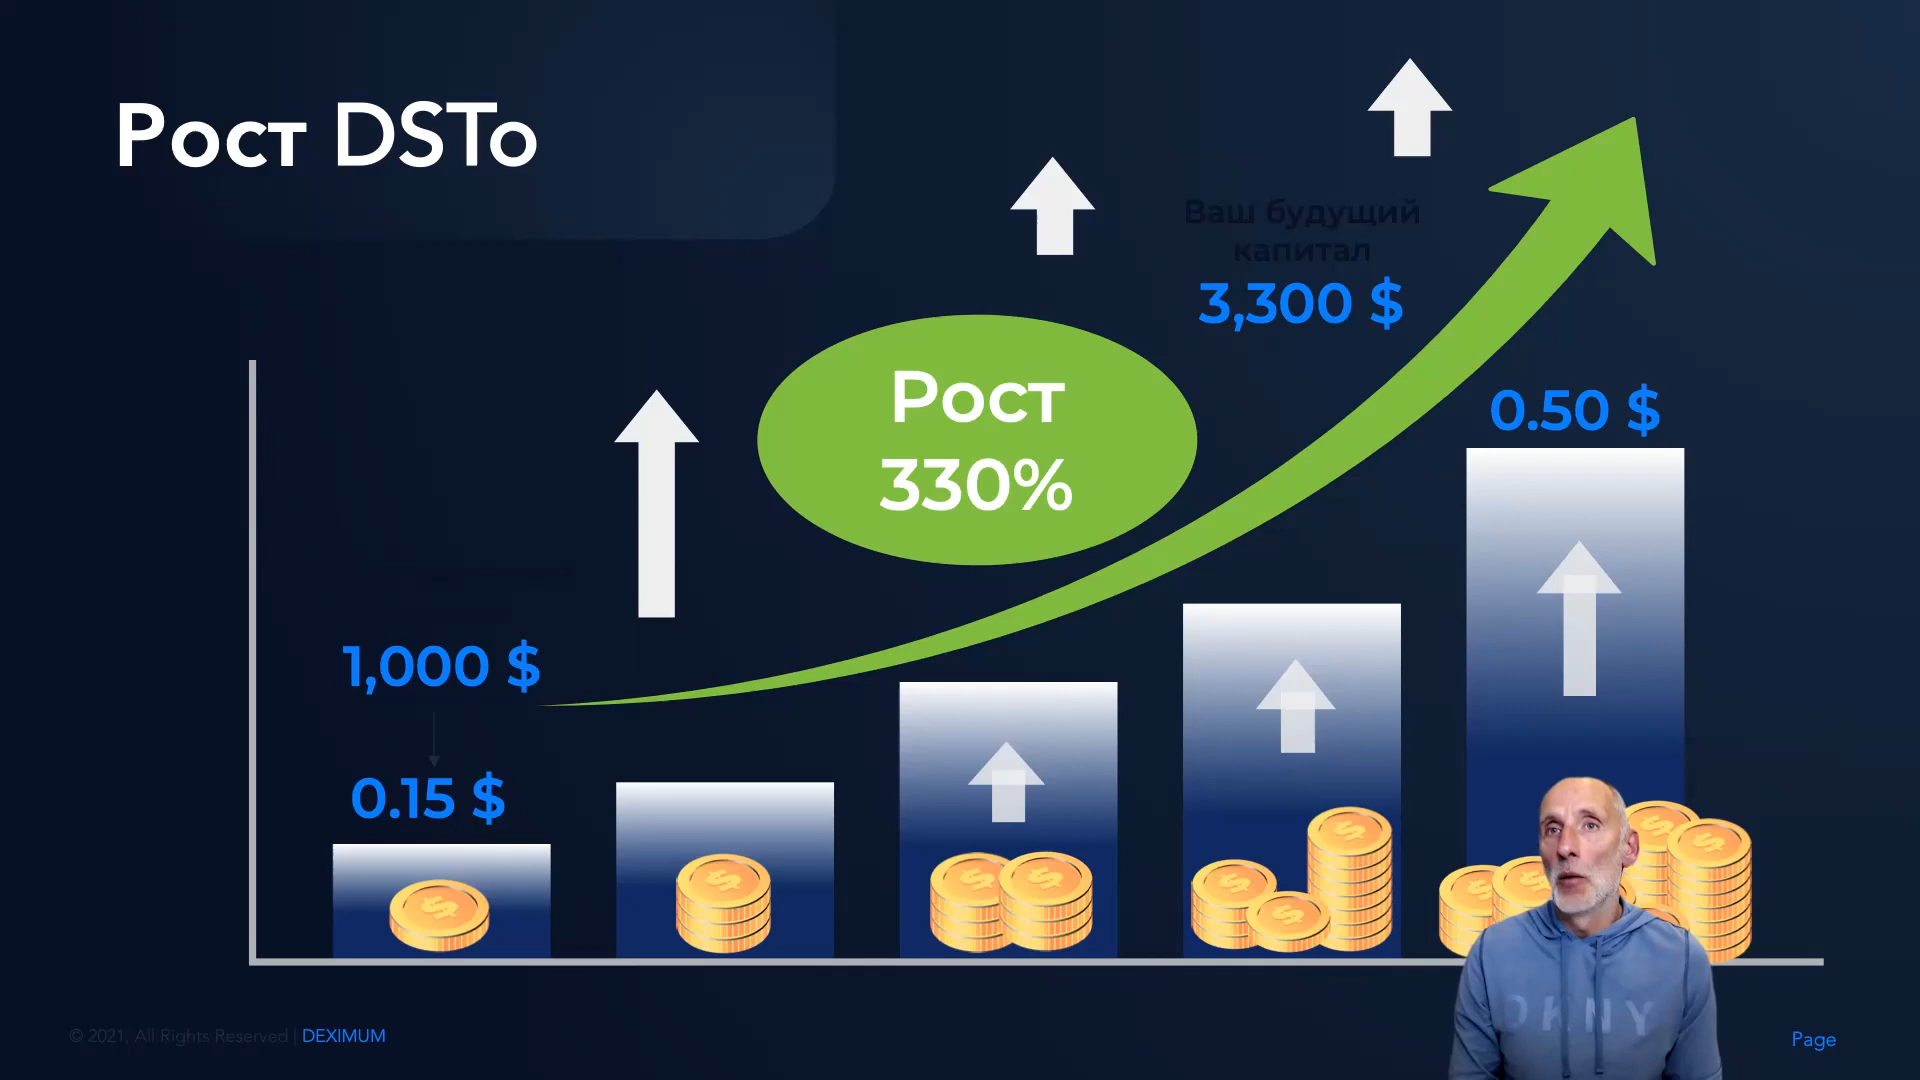 Рост DSTo
Ваш будущий
капитал
3,300 $
Рост
330%
0.50 $
1,000 $
0.15 $
DKNY
© 2021, All Rights Reserved | DEXIMUM
Page